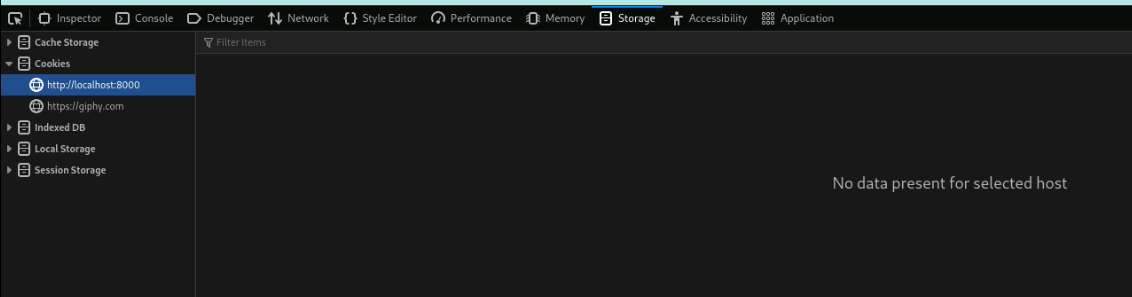 Inspector Console Debugger Network Style Editor Performance Memory Storage Accessibility Application
Cache Storage
Filter Items
Cookies
http://localhost:8000
https://giphy.com
Indexed DB
Local Storage
Session Storage
No data present for selected host